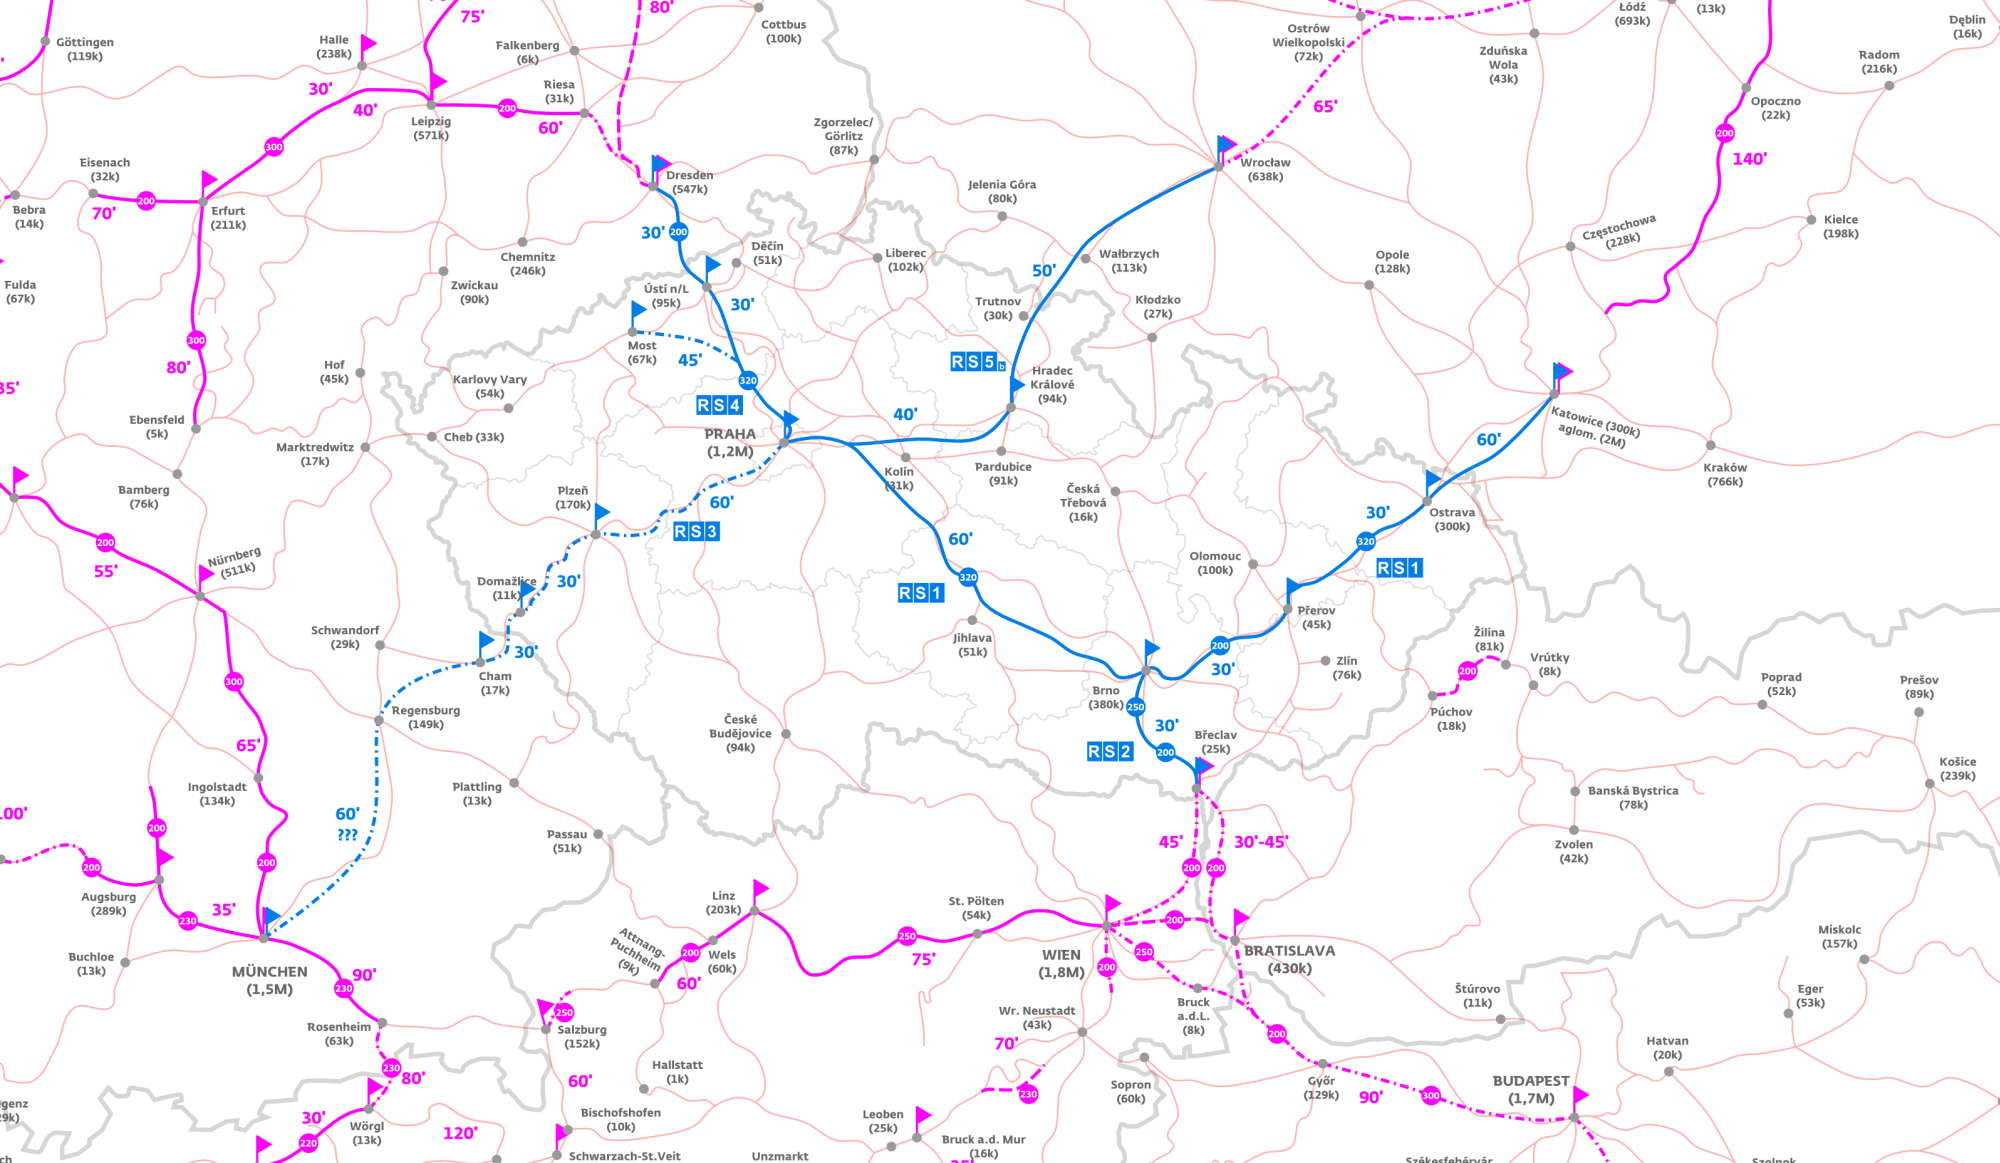 75'
80'
Cottbus
(100k)
Ostrów
Wielkopolski
(72k)
Zduńska
Wola
(43k)
Łódź
(693k)
(13k)
Dęblin
(16k)
Göttingen
(119k)
Halle
(238k)
Falkenberg
(6k)
Radom
(216k)
30'
40'
Riesa
(31k)
200
60'
Leipzig
(571k)
65'
Opoczno
(22k)
200
140'
Zgorzelec/
Görlitz
(87k)
300
Eisenach
(32k)
200
70'
Bebra
(14k)
Erfurt
(211k)
Dresden
(547k)
Jelenia Góra
(80k)
Wrocław
(638k)
Kielce
(198k)
Częstochowa
(228k)
30'
200
Chemnitz
(246k)
Děčín
(51k)
Liberec
(102k)
Wałbrzych
(113k)
Opole
(128k)
50'
Fulda
(67k)
Zwickau
(90k)
Ústí n/L
(95k)
30'
Trutnov
(30k)
Kłodzko
(27k)
300
80'
Most
(67k)
45'
RS5b
35'
Hof
(45k)
Karlovy Vary
(54k)
320
RS4
Hradec
Králové
(94k)
40'
Ebensfeld
(5k)
Marktredwitz
(17k)
Cheb (33k)
PRAHA
(1,2M)
Katowice (300k)
aglom. (2M)
60'
Kraków
(766k)
Kolín
(31k)
Pardubice
(91k)
Bamberg
(76k)
Plzeň
(170k)
60'
RS3
Česká
Třebová
(16k)
Ostrava
(300k)
30'
320
200
55'
Nürnberg
(511k)
60'
320
RS1
RS1
Olomouc
(100k)
Domažlice
(11k)
30'
Přerov
(45k)
Schwandorf
(29k)
30'
Cham
(17k)
Jihlava
(51k)
200
30'
Zlín
(76k)
Žilina
(81k)
Vrútky
(8k)
200
300
Regensburg
(149k)
Brno
(380k)
250
30'
Púchov
(18k)
Poprad
(52k)
Prešov
(89k)
65'
České
Budějovice
(94k)
RS2
200
Břeclav
(25k)
Ingolstadt
(134k)
Plattling
(13k)
Košice
(239k)
Banská Bystrica
(78k)
100'
60'
???
200
Passau
(51k)
45'
30'-45'
Zvolen
(42k)
200
200
200
200
Augsburg
(289k)
35'
230
Linz
(203k)
St. Pölten
(54k)
200
Attnang-
Puchheim
(9k)
200
Wels
(60k)
60'
250
75'
WIEN
(1,8M)
250
200
BRATISLAVA
(430k)
Miskolc
(157k)
Buchloe
(13k)
MÜNCHEN
(1,5M)
90'
230
Bruck
a.d.L.
(8k)
Štúrovo
(11k)
Eger
(53k)
250
Rosenheim
(63k)
Salzburg
(152k)
Wr. Neustadt
(43k)
70'
200
Hatvan
(20k)
230
80'
60'
Hallstatt
(1k)
230
Sopron
(60k)
Győr
(129k)
90'
300
BUDAPEST
(1,7M)
30'
220
Wörgl
(13k)
120'
Bischofshofen
(10k)
Leoben
(25k)
Bruck a.d. Mur
(16k)
Schwarzach-St.Veit
Unzmarkt
Székesfehérvár
Szolnok